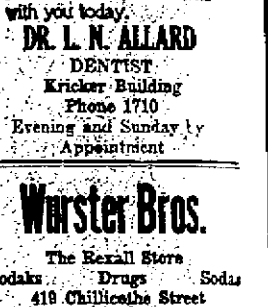 with you today.
DR. L. N. ALLARD
DENTIST
Kricker Building
Phone 1710
Evening and Sunday by
Appointment
Wurster Bros.
The Rexall Store
odaks Drugs Sodas
419 Chillicothe Street